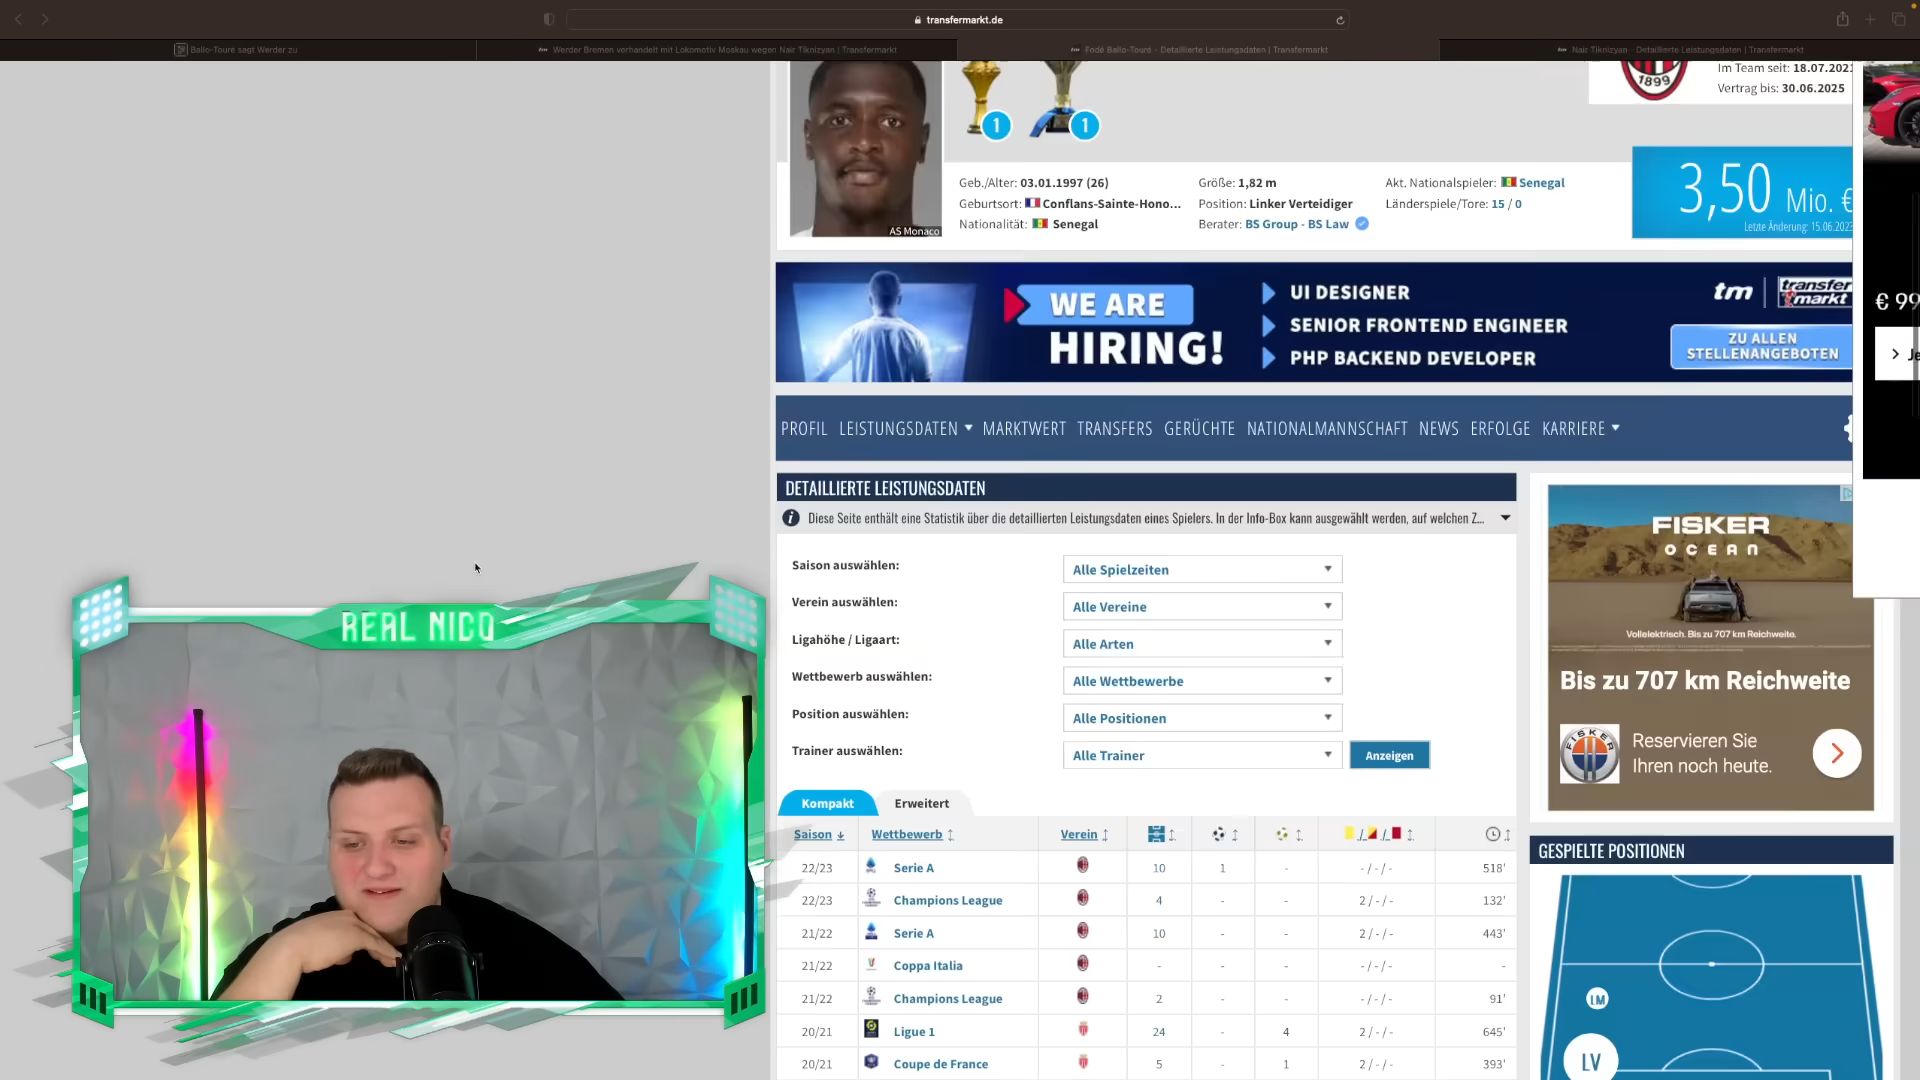 transfermarkt.de
Ballo-Touré sagt Werder zu
Werder Bremen verhandelt mit Lokomotiv Moskau wegen Nair Tiknizyan | Transfermarkt
Fodé Ballo-Touré - Detaillierte Leistungsdaten | Transfermarkt
Nair Tiknizyan - Detaillierte Leistungsdaten | Transfermarkt
1
1
1899
Im Team seit: 18.07.2021
Vertrag bis: 30.06.2025
AS Monaco
Geb./Alter: 03.01.1997 (26)
Geburtsort: Conflans-Sainte-Hono...
Nationalität: Senegal
Größe: 1,82 m
Position: Linker Verteidiger
Berater: BS Group - BS Law
Akt. Nationalspieler: Senegal
Länderspiele/Tore: 15 / 0
3,50 Mio. €
Letzte Änderung: 15.06.2023
WE ARE
HIRING!
UI DESIGNER
SENIOR FRONTEND ENGINEER
PHP BACKEND DEVELOPER
tm
transfer
markt
ZU ALLEN
STELLENANGEBOTEN
€ 99
Je
PROFIL LEISTUNGSDATEN MARKTWERT TRANSFERS GERÜCHTE NATIONALMANNSCHAFT NEWS ERFOLGE KARRIERE
DETAILLIERTE LEISTUNGSDATEN
Diese Seite enthält eine Statistik über die detaillierten Leistungsdaten eines Spielers. In der Info-Box kann ausgewählt werden, auf welchen Z...
Saison auswählen: Alle Spielzeiten
Verein auswählen: Alle Vereine
Ligahöhe / Ligaart: Alle Arten
Wettbewerb auswählen: Alle Wettbewerbe
Position auswählen: Alle Positionen
Trainer auswählen: Alle Trainer Anzeigen
Kompakt Erweitert
Saison Wettbewerb Verein / /
22/23 Serie A 10 1 - - / - / - 518'
22/23 Champions League 4 - - 2 / - / - 132'
21/22 Serie A 10 - - 2 / - / - 443'
21/22 Coppa Italia - - - - / - / - -
21/22 Champions League 2 - - - / - / - 91'
20/21 Ligue 1 24 - 4 2 / - / - 645'
20/21 Coupe de France 5 - 1 2 / - / - 393'
FISKER
OCEAN
Vollelektrisch. Bis zu 707 km Reichweite.
Bis zu 707 km Reichweite
FISKER
Reservieren Sie
Ihren noch heute.
GESPIELTE POSITIONEN
LM
LV
REAL NICO